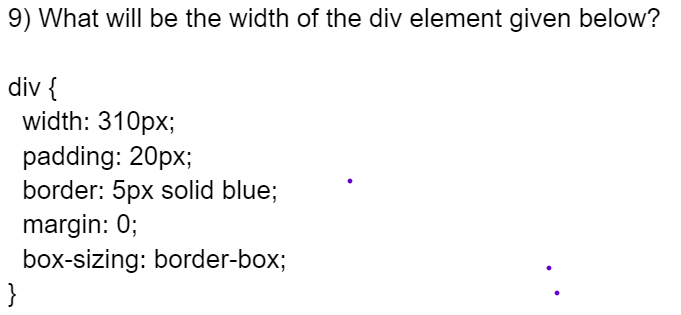 9) What will be the width of the div element given below?
div {
width: 310px;
padding: 20px;
border: 5px solid blue;
margin: 0;
box-sizing: border-box;
}